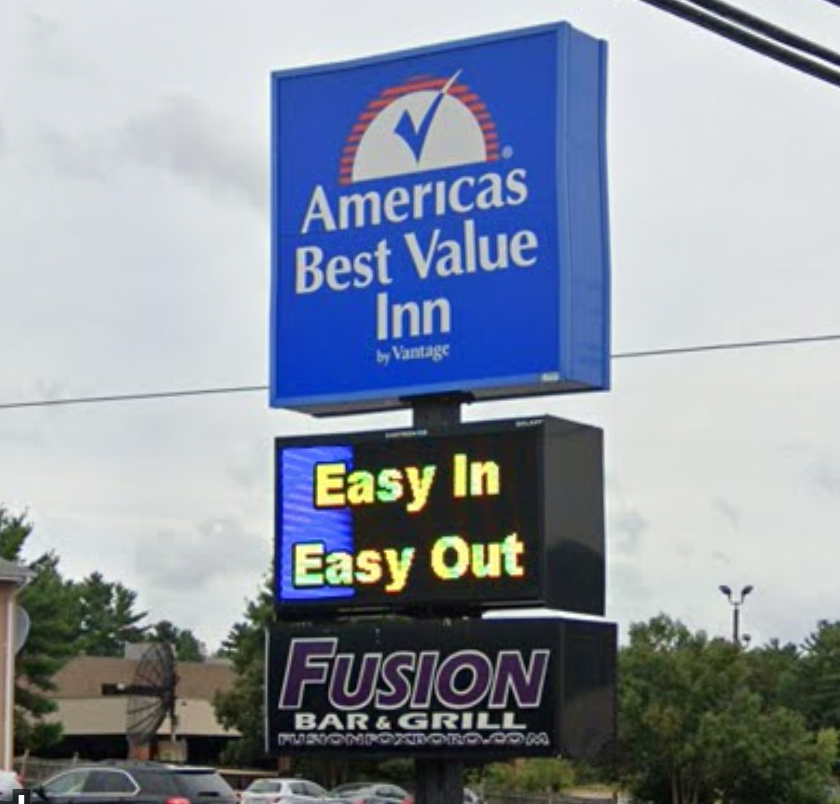 Americas
Best Value
Inn
by Vantage
Easy In
Easy Out
FUSION
BAR & GRILL
FUSIONFOXBORO.COM